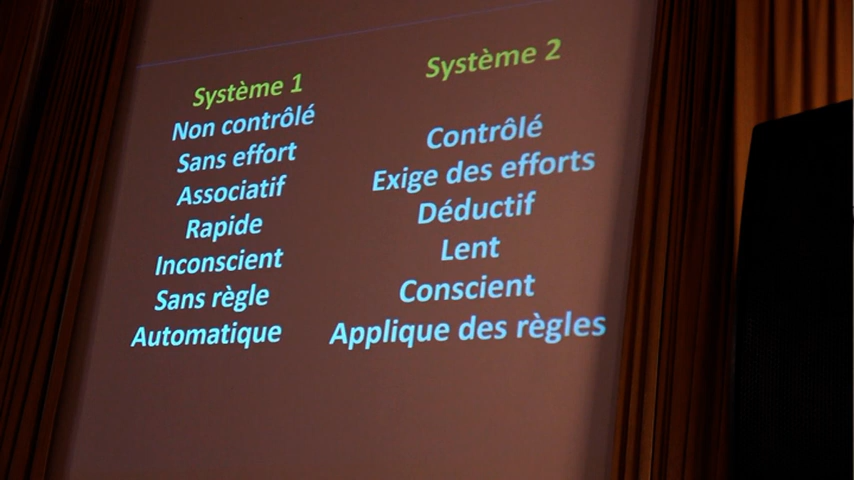 Système 1
Non contrôlé
Sans effort
Associatif
Rapide
Inconscient
Sans règle
Automatique
Système 2
Contrôlé
Exige des efforts
Déductif
Lent
Conscient
Applique des règles